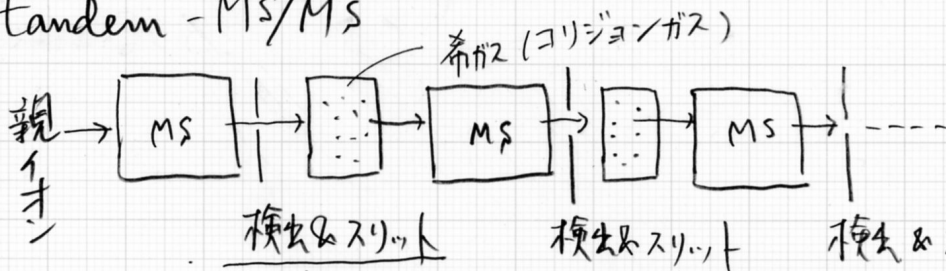 tandem - MS/MS
希ガス (コリジョンガス)
親イオン
MS
MS
MS
検出&スリット
検出&スリット
検出&